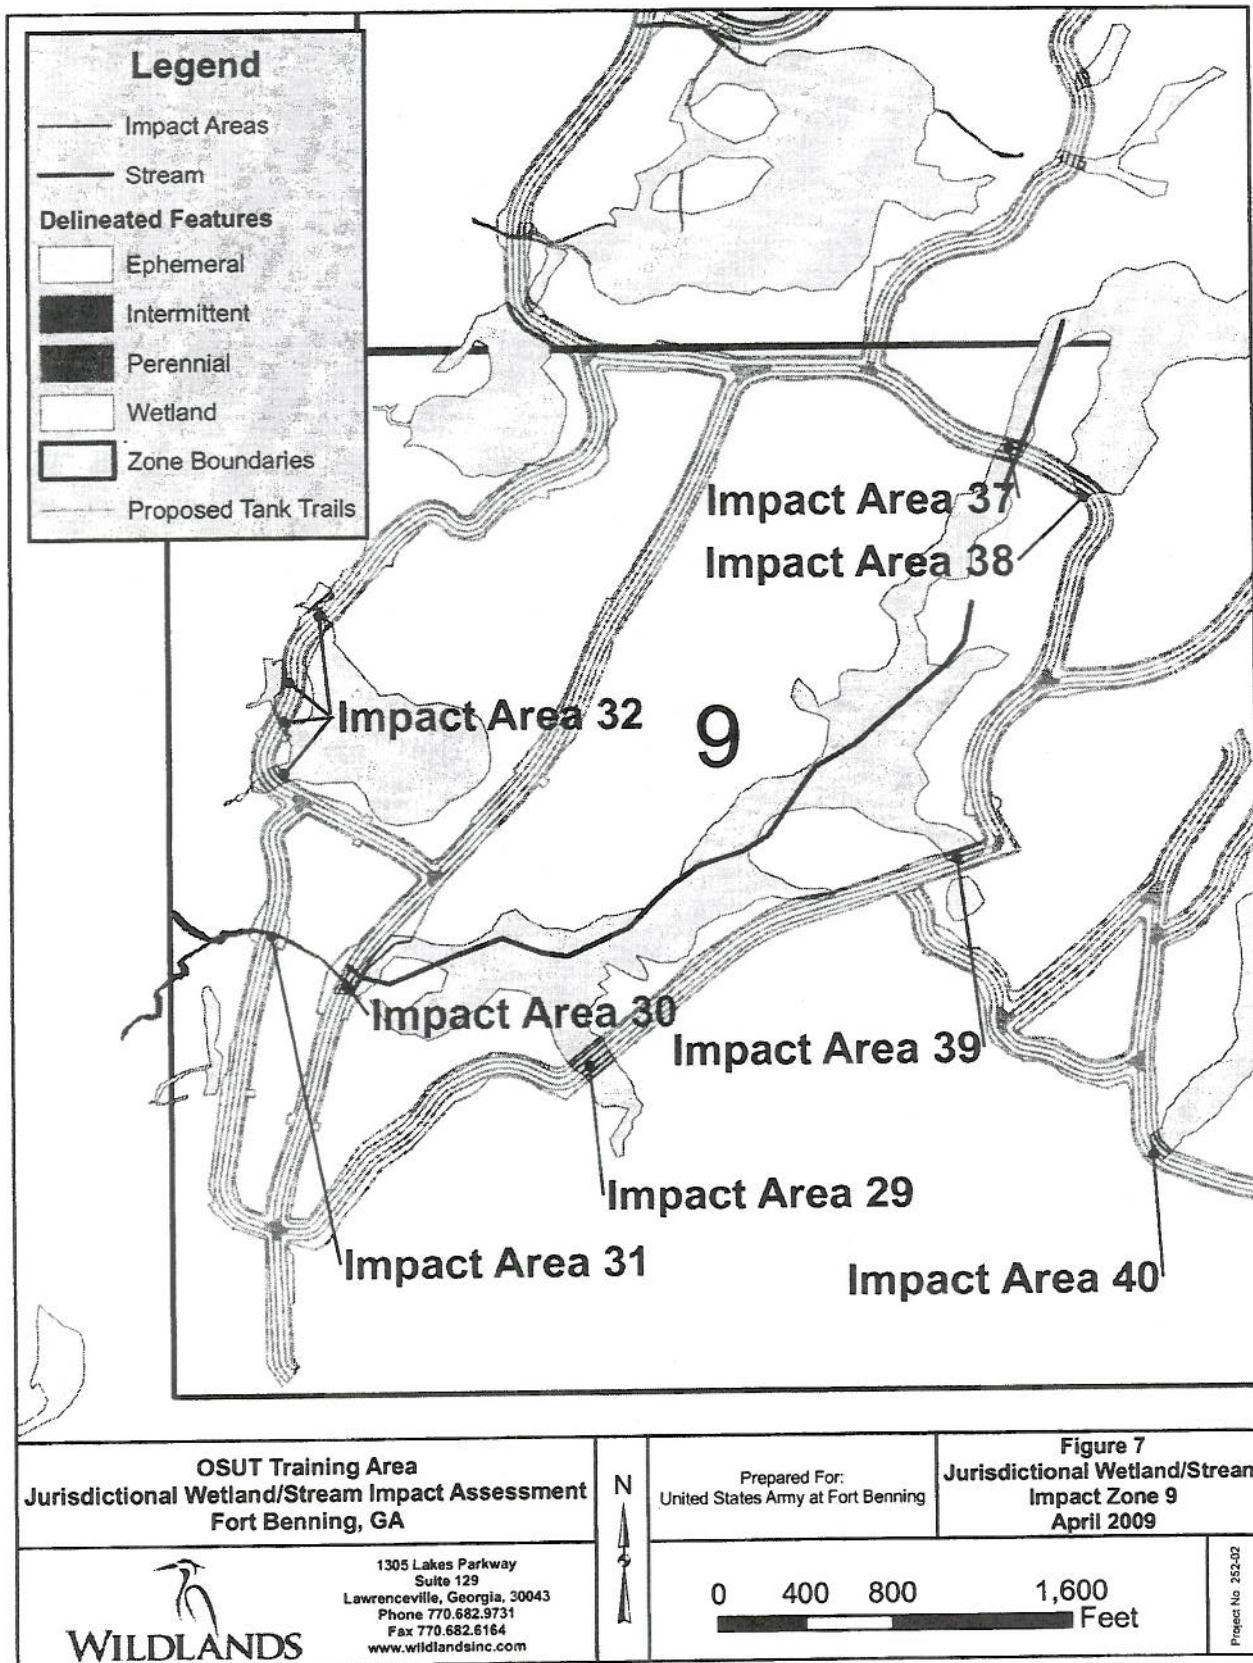 Legend
Impact Areas
Stream
Delineated Features
Ephemeral
Intermittent
Perennial
Wetland
Zone Boundaries
Proposed Tank Trails
Impact Area 37
Impact Area 38
Impact Area 32
9
Impact Area 30
Impact Area 39
Impact Area 29
Impact Area 31
Impact Area 40
OSUT Training Area
Jurisdictional Wetland/Stream Impact Assessment
Fort Benning, GA
N
Prepared For:
United States Army at Fort Benning
Figure 7
Jurisdictional Wetland/Stream
Impact Zone 9
April 2009
WILDLANDS
1305 Lakes Parkway
Suite 129
Lawrenceville, Georgia, 30043
Phone 770.682.9731
Fax 770.682.6164
www.wildlandsinc.com
0 400 800 1,600
Feet
Project No. 252-02